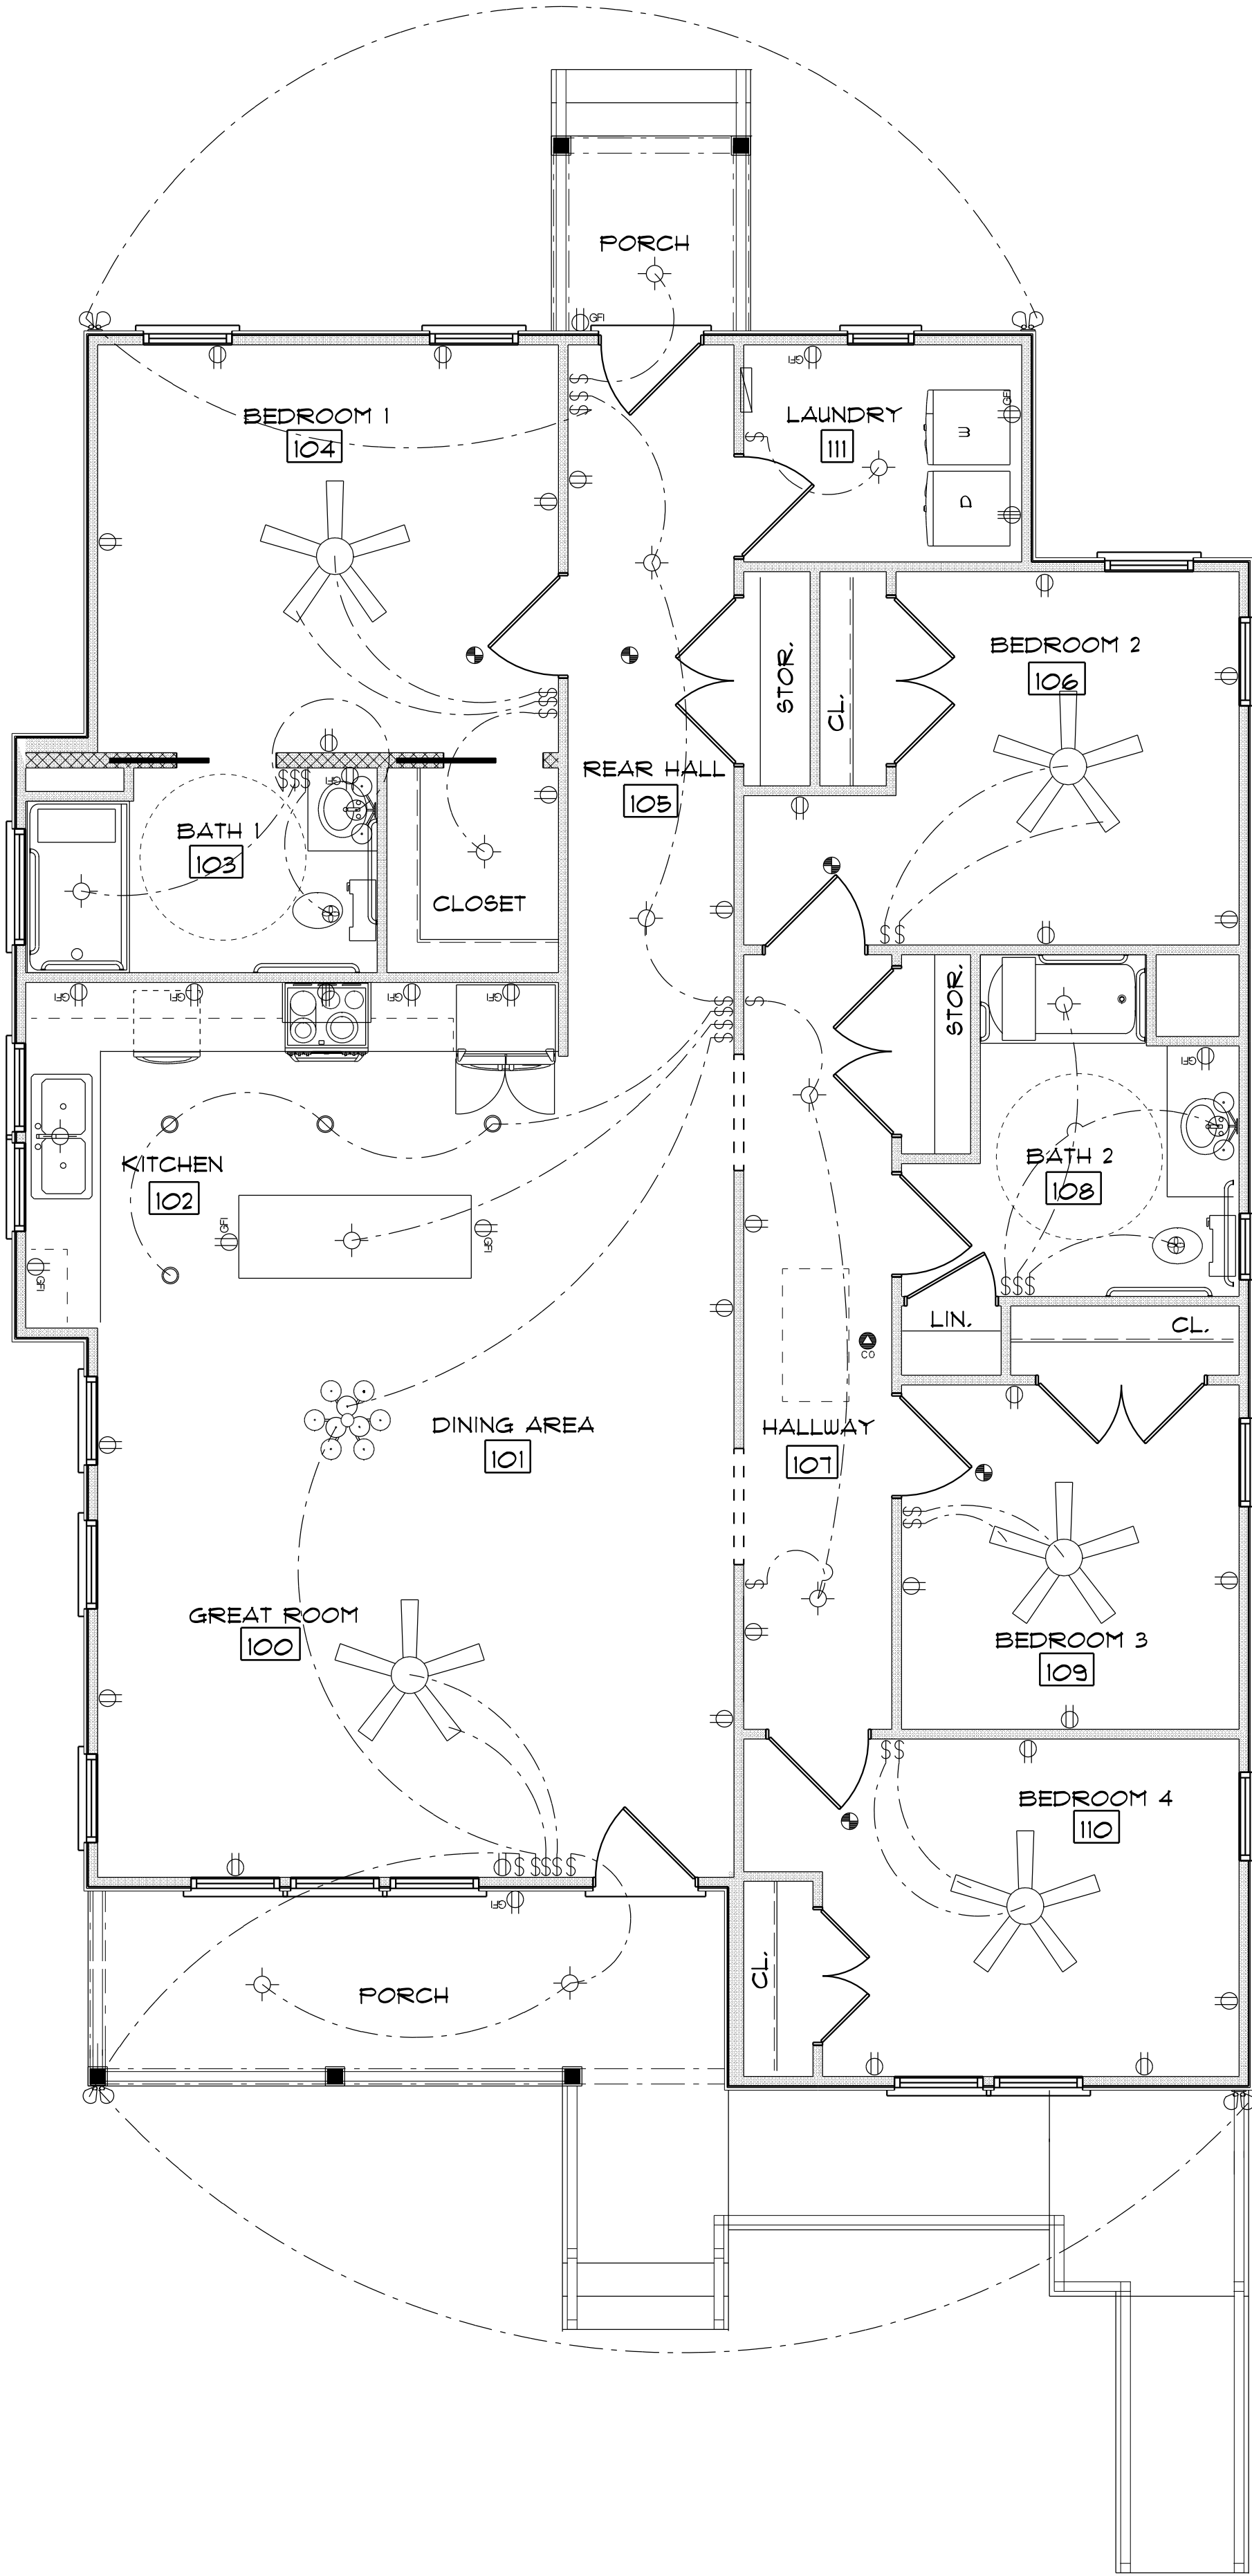 PORCH
GFI
BEDROOM 1
104
GFI
LAUNDRY
111
GFI
W
D
S
S
S
S
STOR.
CL.
BEDROOM 2
106
S
S
S
REAR HALL
105
S S S
GFI
BATH 1
103
CLOSET
S S
GFI
GFI
GFI
GFI
S
S
S
S
S
STOR.
GFI
KITCHEN
102
GFI
GFI
GFI
BATH 2
108
S S S
LIN.
CL.
CO
DINING AREA
101
HALLWAY
107
S
S
S
GREAT ROOM
100
BEDROOM 3
109
S S
BEDROOM 4
110
S S S S S
GFI
PORCH
CL.